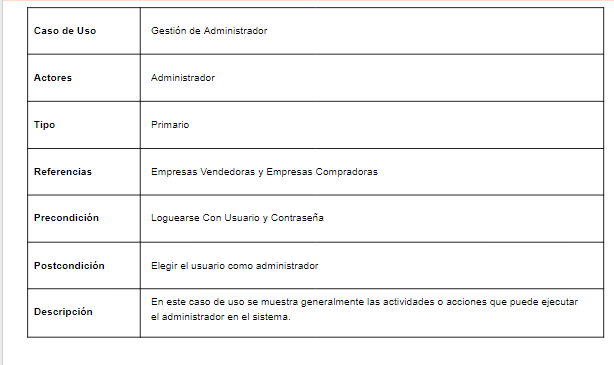 Caso de Uso Gestión de Administrador
Actores Administrador
Tipo Primario
Referencias Empresas Vendedoras y Empresas Compradoras
Precondición Loguearse Con Usuario y Contraseña
Postcondición Elegir el usuario como administrador
Descripción En este caso de uso se muestra generalmente las actividades o acciones que puede ejecutar
el administrador en el sistema.